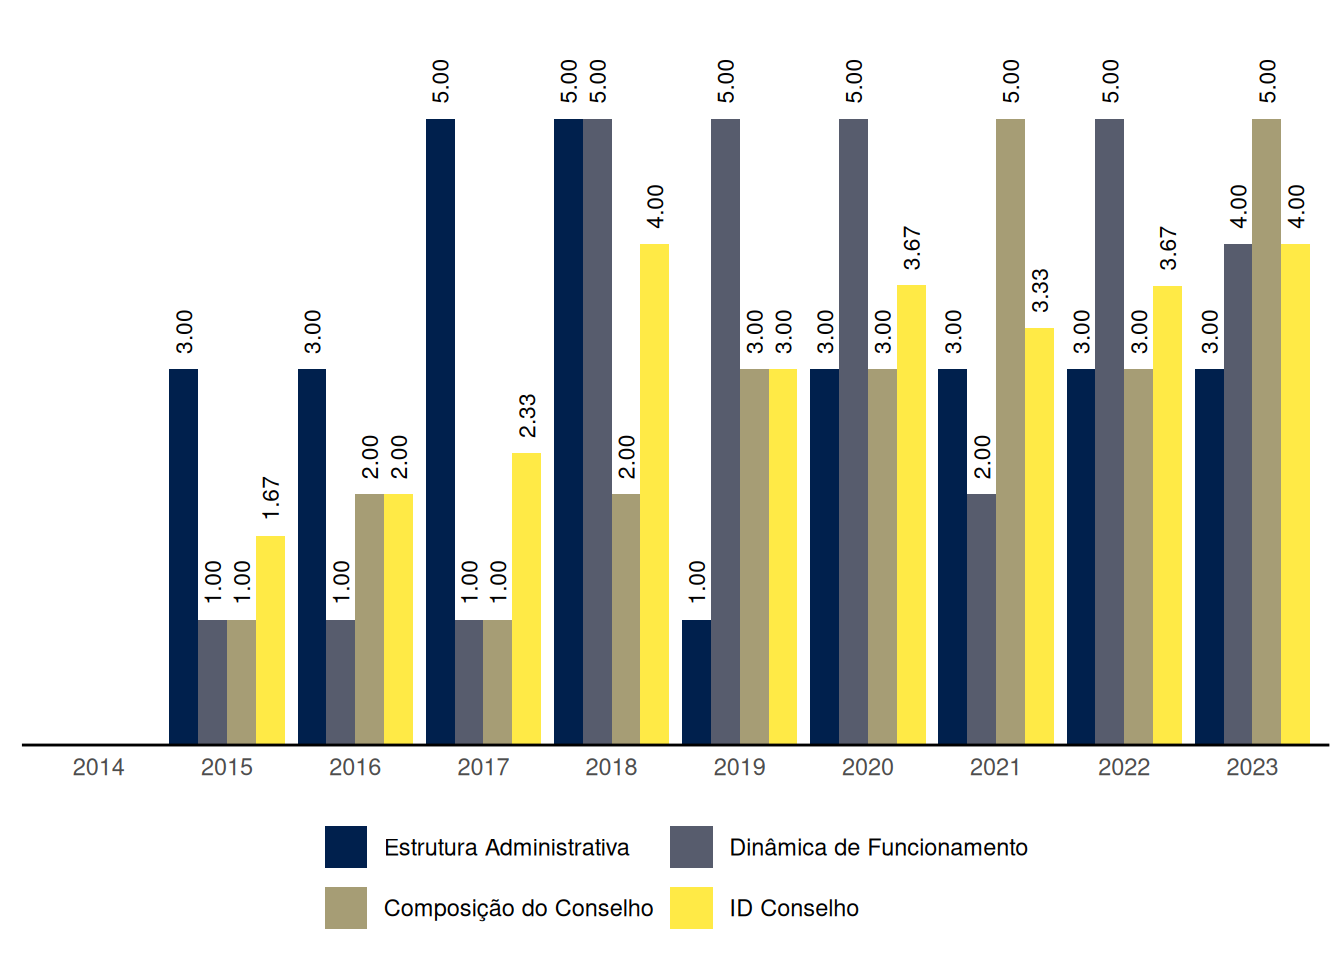 5.00 5.00 5.00 5.00 5.00 5.00 5.00 5.00
4.00 4.00 4.00
3.67 3.67
3.33
3.00 3.00 3.00 3.00 3.00 3.00 3.00 3.00 3.00 3.00
2.33
2.00 2.00 2.00 2.00
1.67
1.00 1.00 1.00 1.00 1.00 1.00
2014 2015 2016 2017 2018 2019 2020 2021 2022 2023
Estrutura Administrativa Dinâmica de Funcionamento
Composição do Conselho ID Conselho